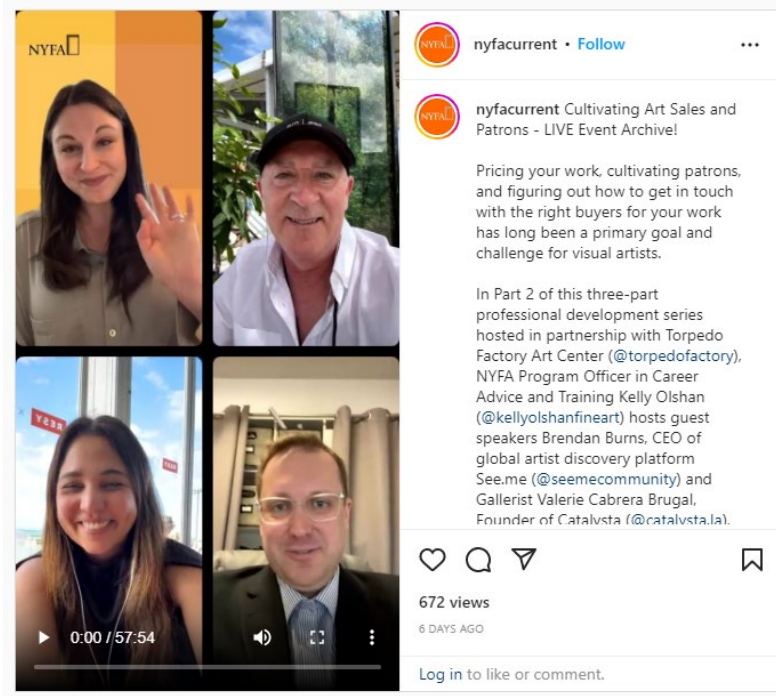 NYFA
RESY
RESY
0:00 / 57:54
NYFA
nyfacurrent • Follow
NYFA
nyfacurrent Cultivating Art Sales and
Patrons - LIVE Event Archive!
Pricing your work, cultivating patrons,
and figuring out how to get in touch
with the right buyers for your work
has long been a primary goal and
challenge for visual artists.
In Part 2 of this three-part
professional development series
hosted in partnership with Torpedo
Factory Art Center (@torpedofactory),
NYFA Program Officer in Career
Advice and Training Kelly Olshan
(@kellyolshanfineart) hosts guest
speakers Brendan Burns, CEO of
global artist discovery platform
See.me (@seemecommunity) and
Gallerist Valerie Cabrera Brugal,
Founder of Catalysta (@catalysta.la),
672 views
6 DAYS AGO
Log in to like or comment.